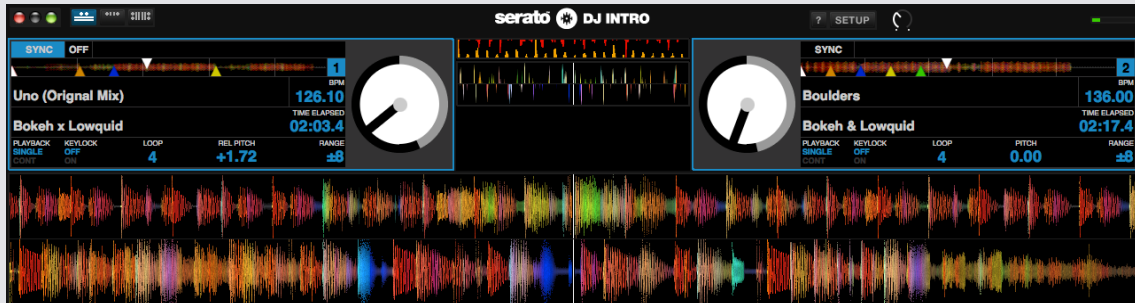 serato DJ INTRO
? SETUP
SYNC OFF
1
BPM
Uno (Orignal Mix) 126.10
TIME ELAPSED
Bokeh x Lowquid 02:03.4
PLAYBACK KEYLOCK LOOP REL PITCH RANGE
SINGLE OFF 4 +1.72 ±8
CONT ON
SYNC
2
BPM
Boulders 136.00
TIME ELAPSED
Bokeh & Lowquid 02:17.4
PLAYBACK KEYLOCK LOOP PITCH RANGE
SINGLE OFF 4 0.00 ±8
CONT ON